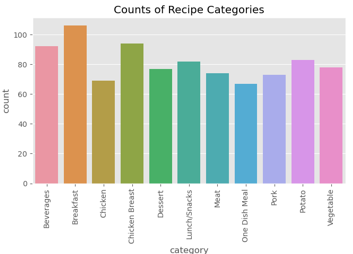 Counts of Recipe Categories
count
100
80
60
40
20
0
Beverages
Breakfast
Chicken
Chicken Breast
Dessert
Lunch/Snacks
Meat
One Dish Meal
Pork
Potato
Vegetable
category